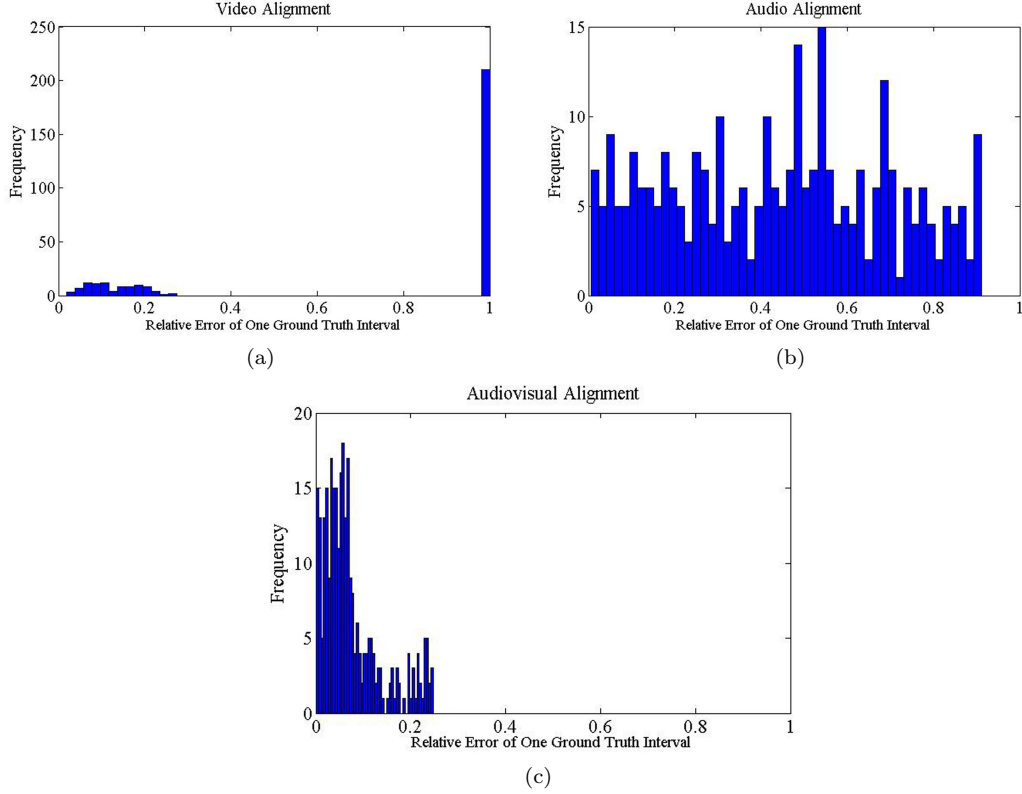 Video Alignment
250
200
150
100
50
0
Frequency
0 0.2 0.4 0.6 0.8 1
Relative Error of One Ground Truth Interval
(a)
Audio Alignment
15
10
5
0
Frequency
0 0.2 0.4 0.6 0.8 1
Relative Error of One Ground Truth Interval
(b)
Audiovisual Alignment
20
15
10
5
0
Frequency
0 0.2 0.4 0.6 0.8 1
Relative Error of One Ground Truth Interval
(c)